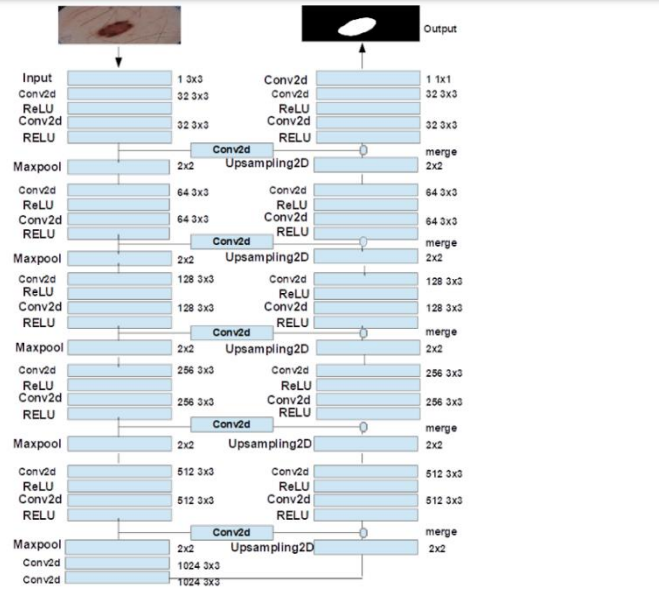 Output
Input 1 3x3 Conv2d 1 1x1
Conv2d 32 3x3 Conv2d 32 3x3
ReLU ReLU
Conv2d 32 3x3 Conv2d 32 3x3
RELU RELU
Conv2d merge
Maxpool 2x2 Upsampling2D 2x2
Conv2d 64 3x3 Conv2d 64 3x3
ReLU ReLU
Conv2d 64 3x3 Conv2d 64 3x3
RELU RELU
Conv2d merge
Maxpool 2x2 Upsampling2D 2x2
Conv2d 128 3x3 Conv2d 128 3x3
ReLU ReLU
Conv2d 128 3x3 Conv2d 128 3x3
RELU RELU
Conv2d merge
Maxpool 2x2 Upsampling2D 2x2
Conv2d 256 3x3 Conv2d 256 3x3
ReLU ReLU
Conv2d 256 3x3 Conv2d 256 3x3
RELU RELU
Conv2d merge
Maxpool 2x2 Upsampling2D 2x2
Conv2d 512 3x3 Conv2d 512 3x3
ReLU ReLU
Conv2d 512 3x3 Conv2d 512 3x3
RELU RELU
Conv2d merge
Maxpool 2x2 Upsampling2D 2x2
Conv2d 1024 3x3
Conv2d 1024 3x3